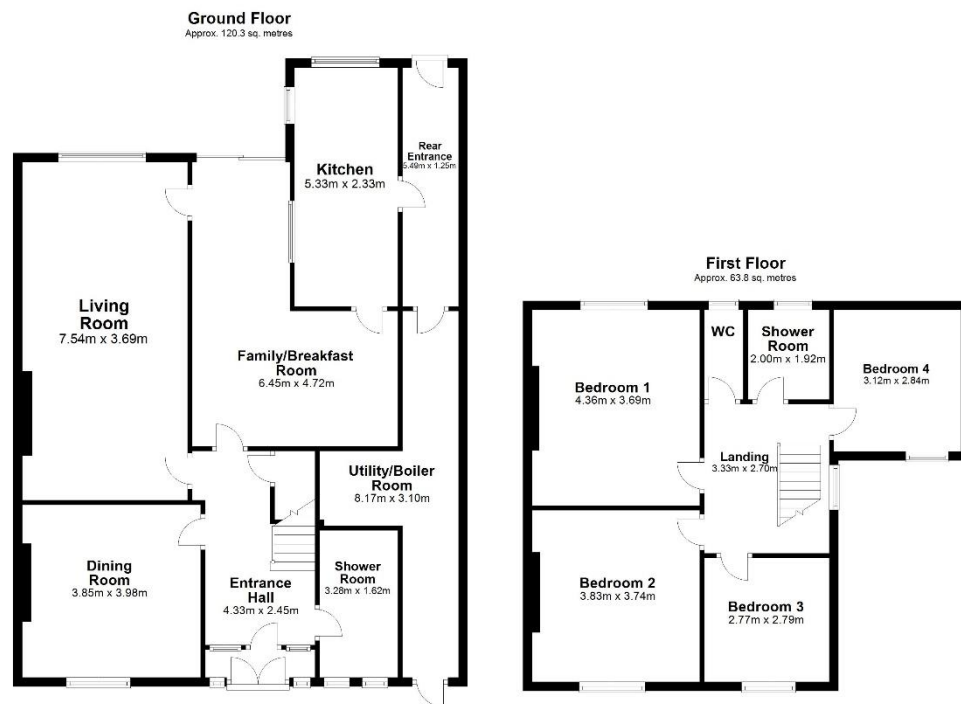 Ground Floor
Approx. 120.3 sq. metres
Kitchen
5.33m x 2.33m
Rear
Entrance
5.49m x 1.25m
Living
Room
7.54m x 3.69m
Family/Breakfast
Room
6.45m x 4.72m
Utility/Boiler
Room
8.17m x 3.10m
Dining
Room
3.85m x 3.98m
Entrance
Hall
4.33m x 2.45m
Shower
Room
3.28m x 1.62m
First Floor
Approx. 63.8 sq. metres
Bedroom 1
4.36m x 3.69m
WC
Shower
Room
2.00m x 1.92m
Bedroom 4
3.12m x 2.84m
Landing
3.33m x 2.70m
Bedroom 2
3.83m x 3.74m
Bedroom 3
2.77m x 2.79m